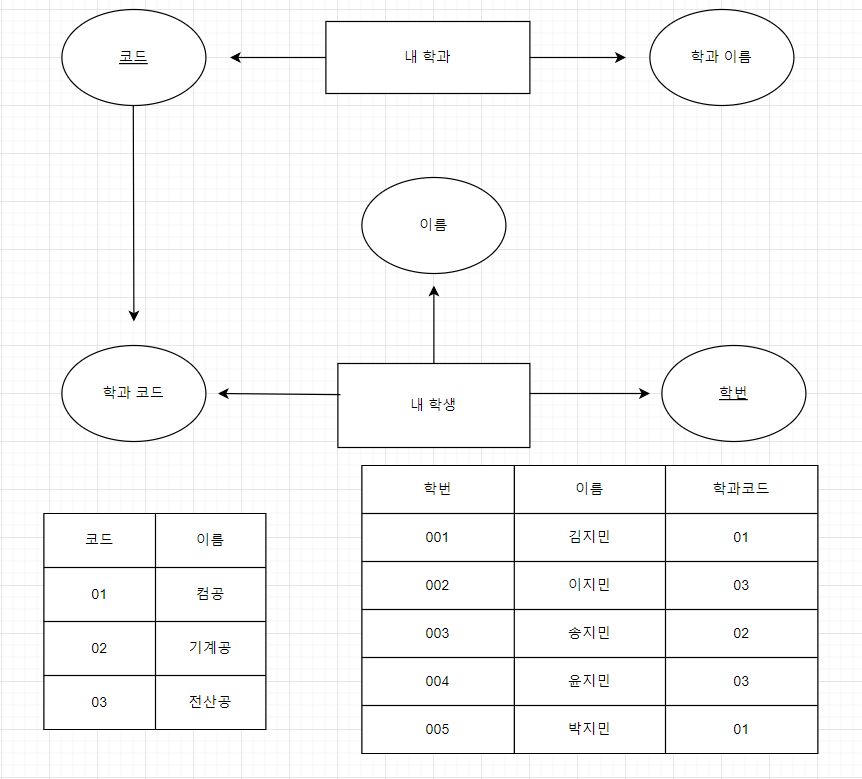 코드
내 학과
학과 이름
이름
학과 코드
내 학생
학번
학번 이름 학과코드
001 김지민 01
002 이지민 03
003 송지민 02
004 윤지민 03
005 박지민 01
코드 이름
01 컴공
02 기계공
03 전산공